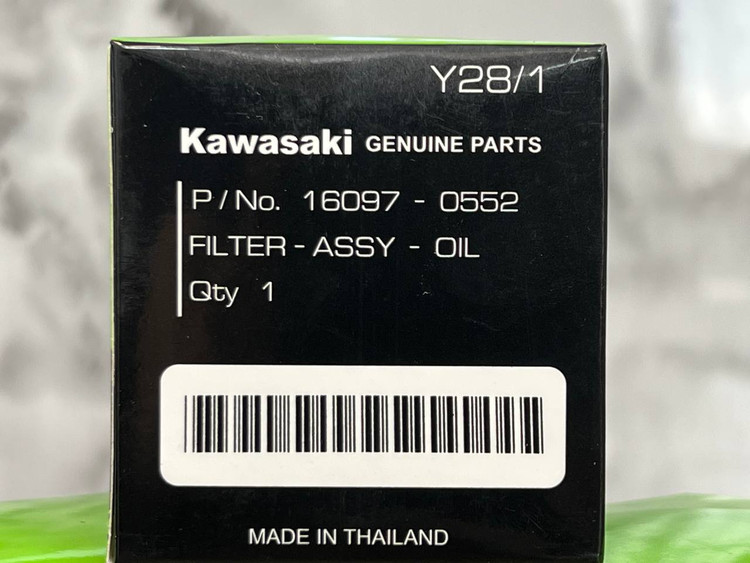 Y28/1
Kawasaki GENUINE PARTS
P/No. 16097 - 0552
FILTER - ASSY - OIL
Qty 1
MADE IN THAILAND